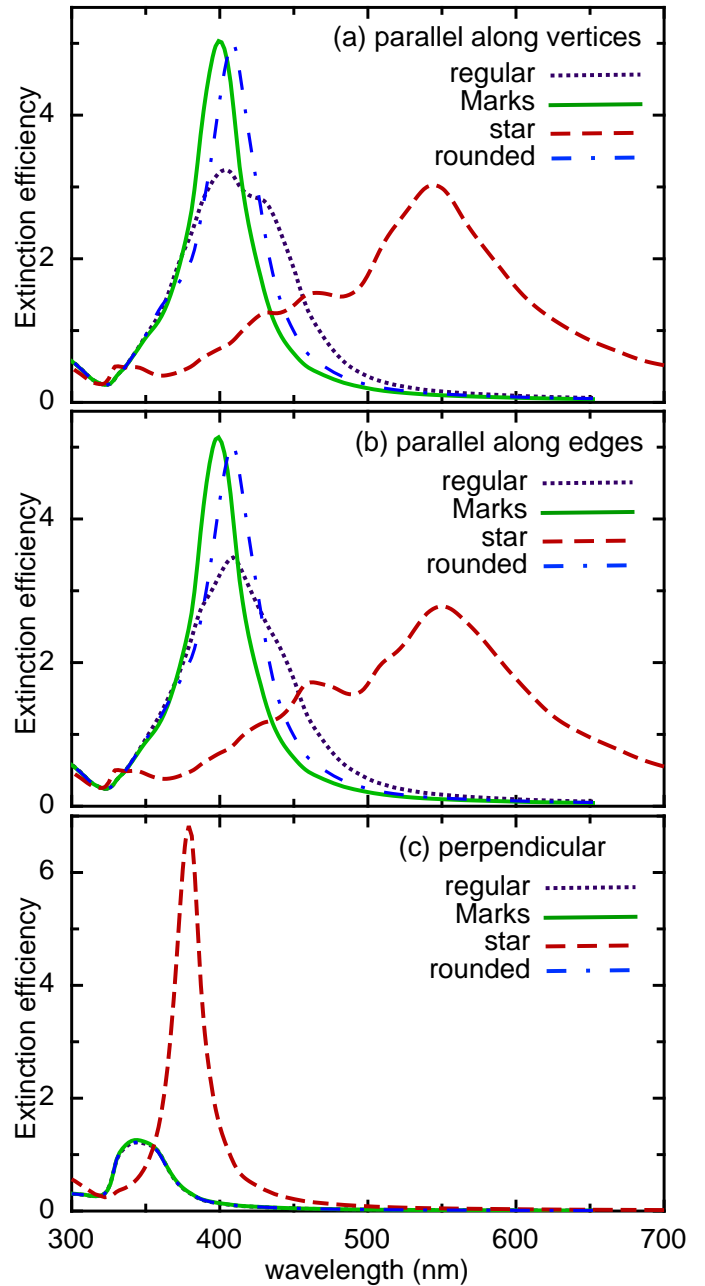 (a) parallel along vertices
regular
Marks
star
rounded
Extinction efficiency
4
2
0
(b) parallel along edges
regular
Marks
star
rounded
Extinction efficiency
4
2
0
(c) perpendicular
regular
Marks
star
rounded
Extinction efficiency
6
4
2
0
300 400 500 600 700
wavelength (nm)